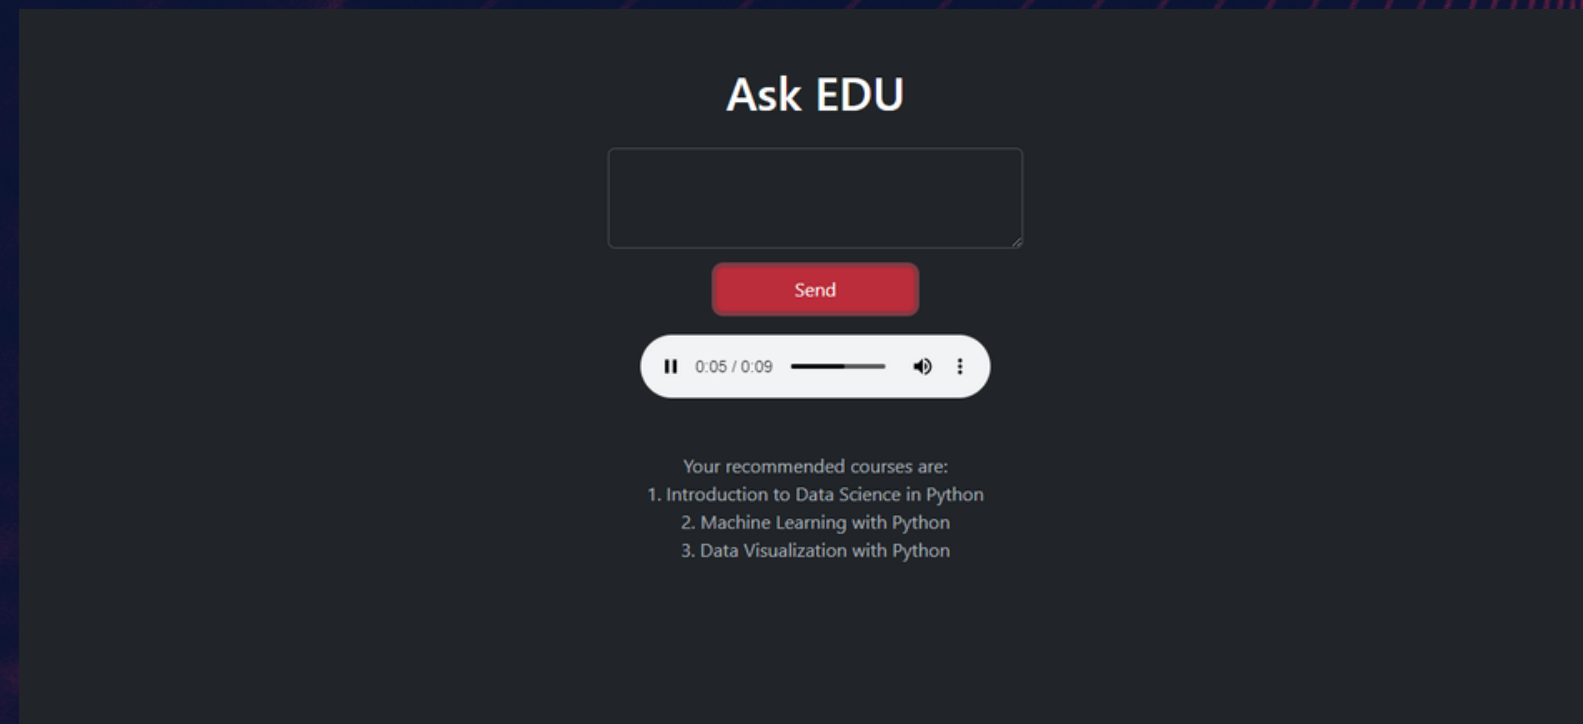 Ask EDU
Send
0:05 / 0:09
Your recommended courses are:
1. Introduction to Data Science in Python
2. Machine Learning with Python
3. Data Visualization with Python